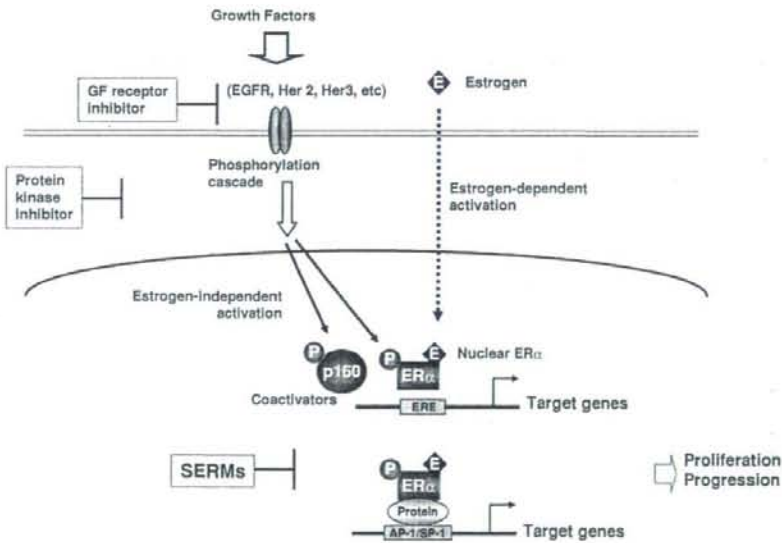 Growth Factors
GF receptor
inhibitor
(EGFR, Her 2, Her3, etc)
E
Estrogen
Phosphorylation
cascade
Protein
kinase
inhibitor
Estrogen-dependent
activation
Estrogen-independent
activation
P
p160
Coactivators
P
E
ERα
Nuclear ERα
ERE
Target genes
SERMs
P
E
ERα
Protein
AP-1/SP-1
Target genes
Proliferation
Progression